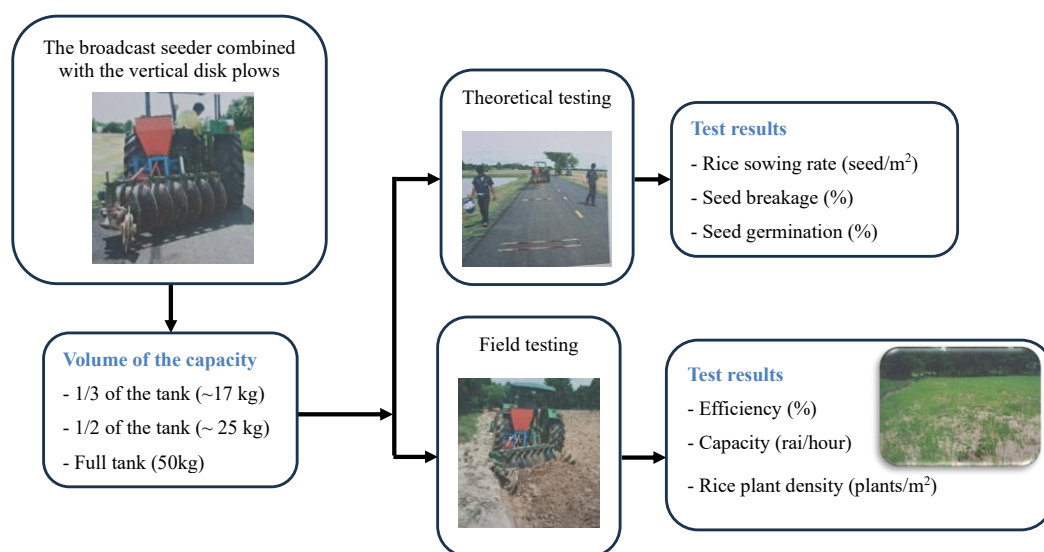 The broadcast seeder combined
with the vertical disk plows
Volume of the capacity
- 1/3 of the tank (~17 kg)
- 1/2 of the tank (~ 25 kg)
- Full tank (50kg)
Theoretical testing
Test results
- Rice sowing rate (seed/m²)
- Seed breakage (%)
- Seed germination (%)
Field testing
Test results
- Efficiency (%)
- Capacity (rai/hour)
- Rice plant density (plants/m²)